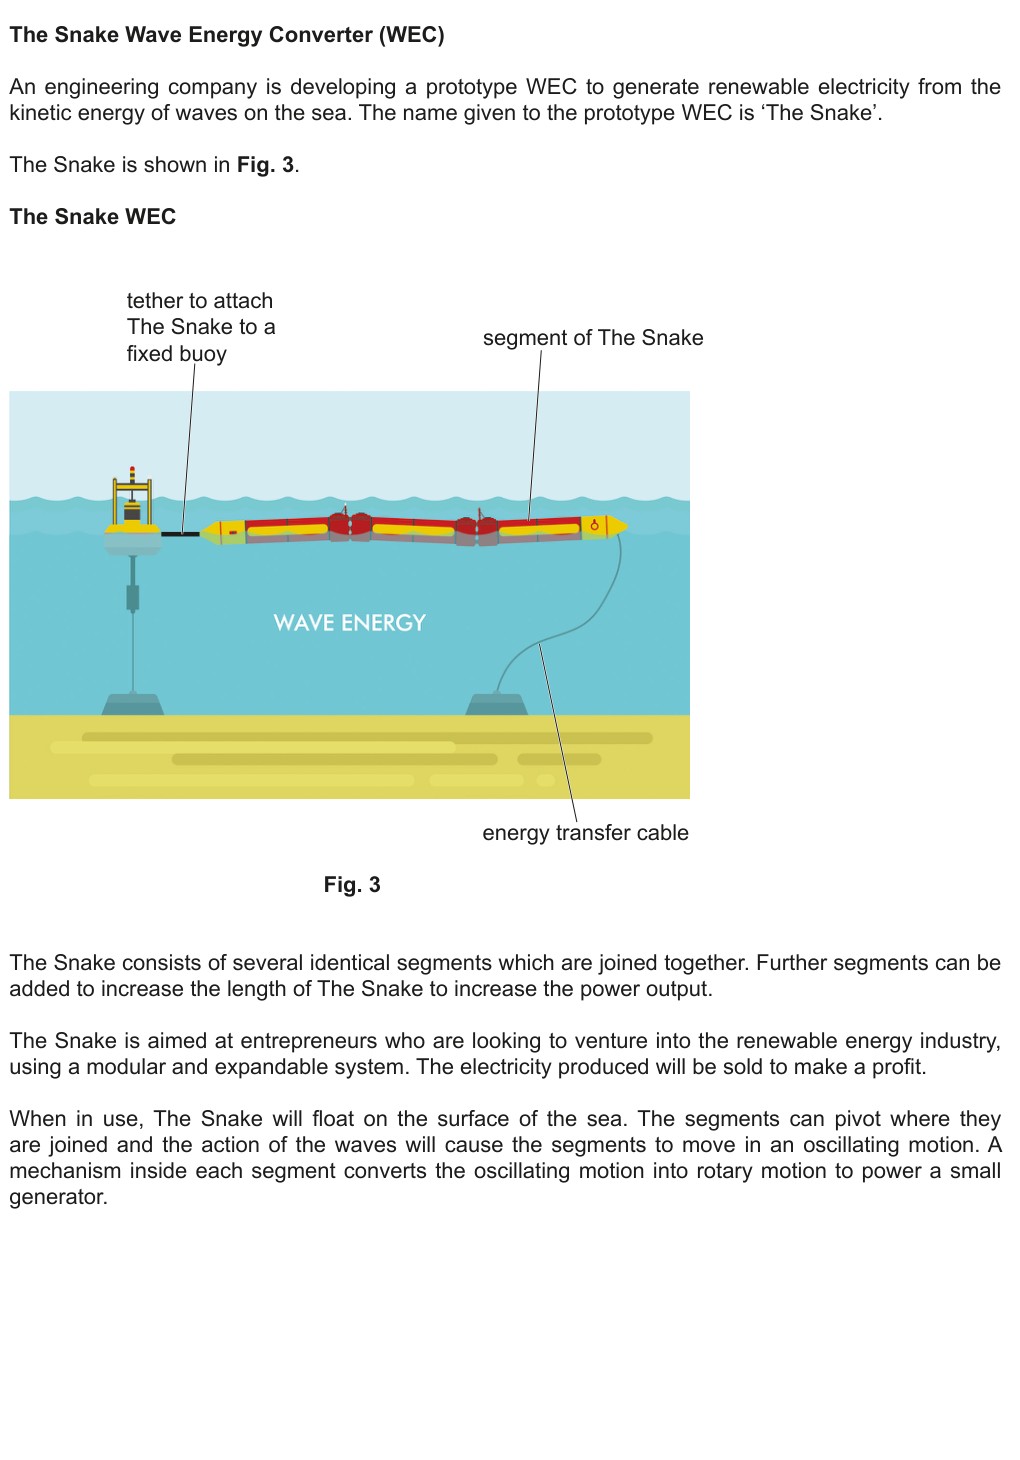 The Snake Wave Energy Converter (WEC)
An engineering company is developing a prototype WEC to generate renewable electricity from the
kinetic energy of waves on the sea. The name given to the prototype WEC is ‘The Snake’.
The Snake is shown in Fig. 3.
The Snake WEC
tether to attach
The Snake to a
fixed buoy
segment of The Snake
WAVE ENERGY
energy transfer cable
Fig. 3
The Snake consists of several identical segments which are joined together. Further segments can be
added to increase the length of The Snake to increase the power output.
The Snake is aimed at entrepreneurs who are looking to venture into the renewable energy industry,
using a modular and expandable system. The electricity produced will be sold to make a profit.
When in use, The Snake will float on the surface of the sea. The segments can pivot where they
are joined and the action of the waves will cause the segments to move in an oscillating motion. A
mechanism inside each segment converts the oscillating motion into rotary motion to power a small
generator.